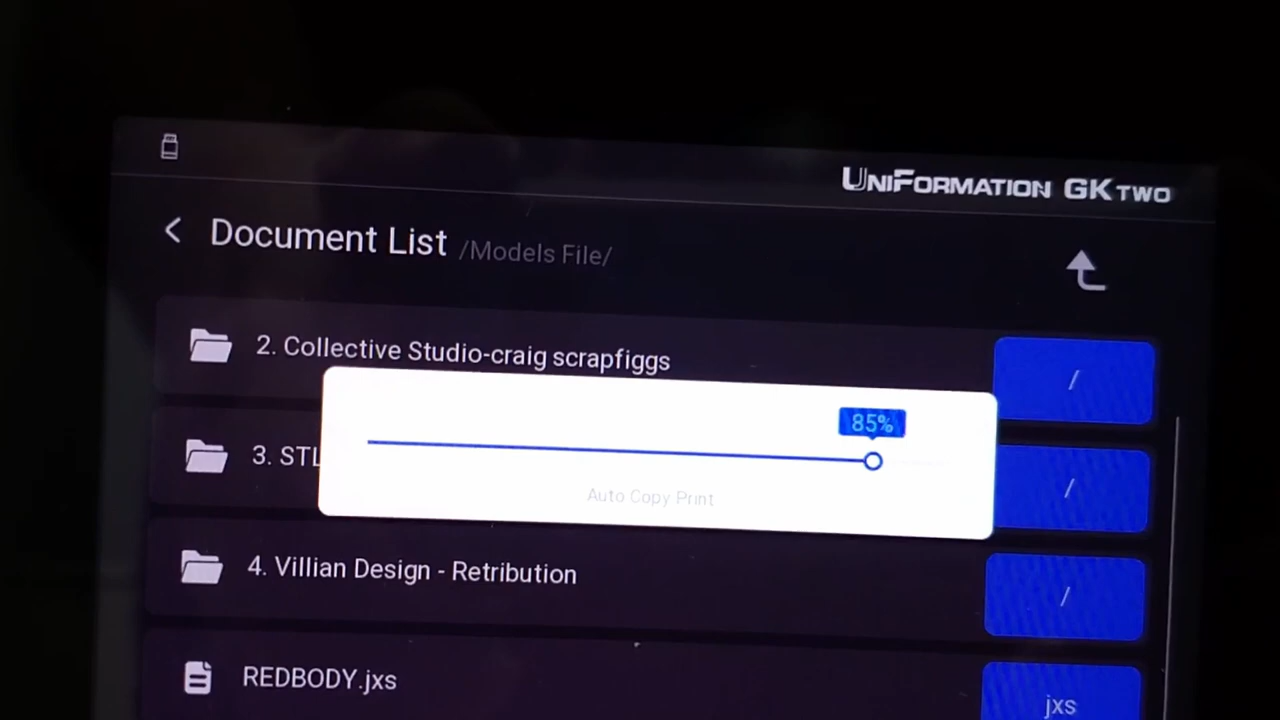 UNIFORMATION GKTWO
Document List /Models File/
2. Collective Studio-craig scrapfiggs
/
85%
3. STL
/
Auto Copy Print
4. Villian Design - Retribution
/
REDBODY.jxs
jxs